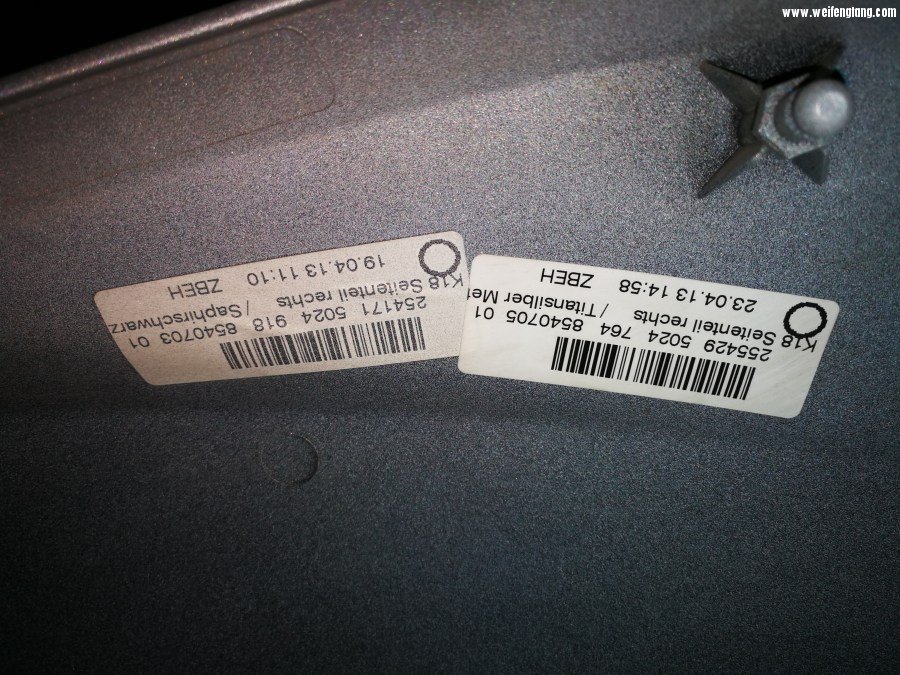 www.weifengtang.com
254171 5024 918 8540703 01
K18 Seitenteil rechts / Saphirschwarz
19.04.13 11:10 ZBEH
255429 5024 764 8540705 01
K18 Seitenteil rechts / Titansilber Met
23.04.13 14:58 ZBEH